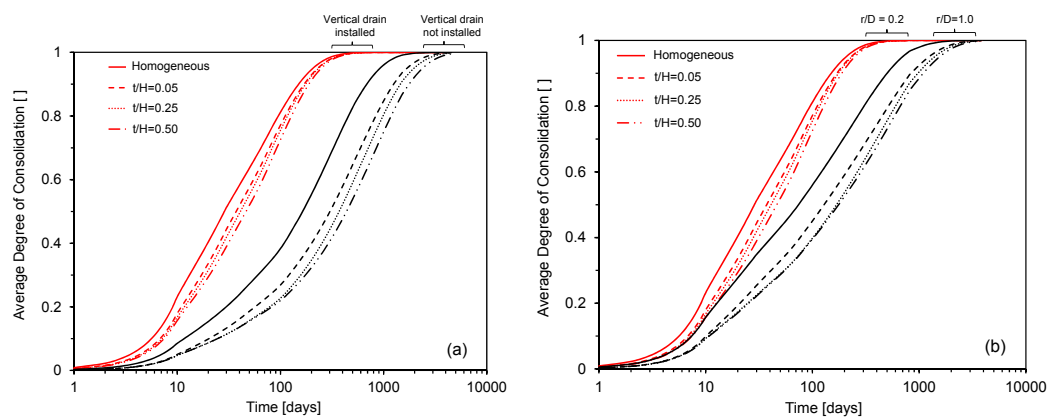 Vertical drain
installed
Vertical drain
not installed
Average Degree of Consolidation [ ]
1
0.8
0.6
0.4
0.2
0
Homogeneous
t/H=0.05
t/H=0.25
t/H=0.50
(a)
1 10 100 1000 10000
Time [days]
r/D = 0.2 r/D=1.0
Average Degree of Consolidation [ ]
1
0.8
0.6
0.4
0.2
0
Homogeneous
t/H=0.05
t/H=0.25
t/H=0.50
(b)
1 10 100 1000 10000
Time [days]